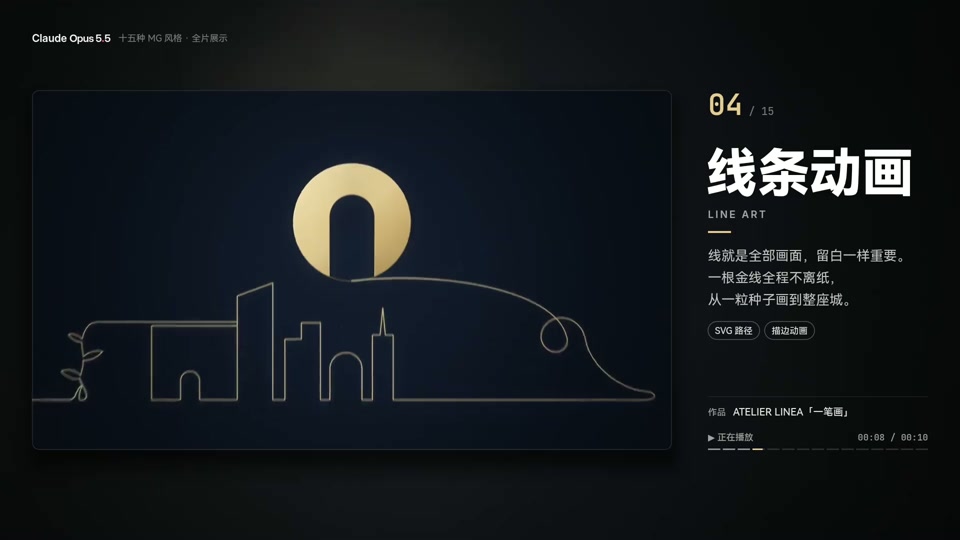 Claude Opus 5.5 十五种 MG 风格 · 全片展示
04 / 15
线条动画
LINE ART
线就是全部画面，留白一样重要。
一根金线全程不离纸，
从一粒种子画到整座城。
SVG 路径 描边动画
作品 ATELIER LINEA「一笔画」
▶ 正在播放 00:08 / 00:10